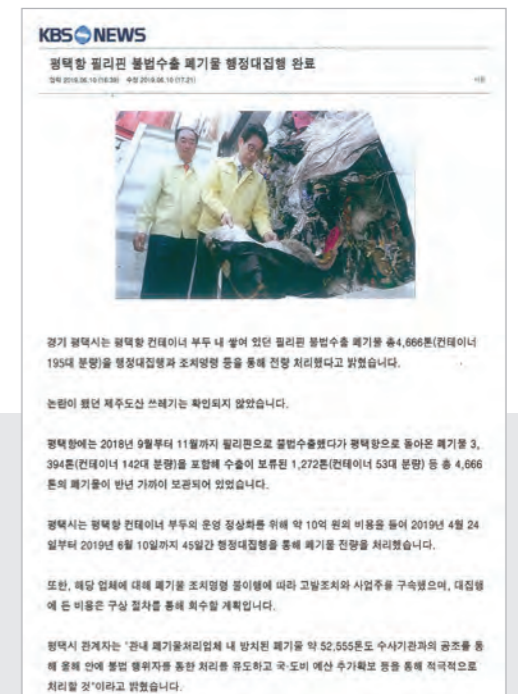 KBS NEWS
평택항 필리핀 불법수출 폐기물 행정대집행 완료
입력 2019.06.10 (16:39) 수정 2019.06.10 (17:21)
사회
경기 평택시는 평택항 컨테이너 부두 내 쌓여 있던 필리핀 불법수출 폐기물 총4,666톤(컨테이너
195대 분량)을 행정대집행과 조치명령 등을 통해 전량 처리했다고 밝혔습니다.
논란이 됐던 제주도산 쓰레기는 확인되지 않았습니다.
평택항에는 2018년 9월부터 11월까지 필리핀으로 불법수출했다가 평택항으로 돌아온 폐기물 3,
394톤(컨테이너 142대 분량)을 포함해 수출이 보류된 1,272톤(컨테이너 53대 분량) 등 총 4,666
톤의 폐기물이 반년 가까이 보관되어 있었습니다.
평택시는 평택항 컨테이너 부두의 운영 정상화를 위해 약 10억 원의 비용을 들여 2019년 4월 24
일부터 2019년 6월 10일까지 45일간 행정대집행을 통해 폐기물 전량을 처리했습니다.
또한, 해당 업체에 대해 폐기물 조치명령 불이행에 따라 고발조치와 사업주를 구속했으며, 대집행
에 든 비용은 구상 절차를 통해 회수할 계획입니다.
평택시 관계자는 "관내 폐기물처리업체 내 방치된 폐기물 약 52,555톤도 수사기관과의 공조를 통
해 올해 안에 불법 행위자를 통한 처리를 유도하고 국·도비 예산 추가확보 등을 통해 적극적으로
처리할 것"이라고 밝혔습니다.